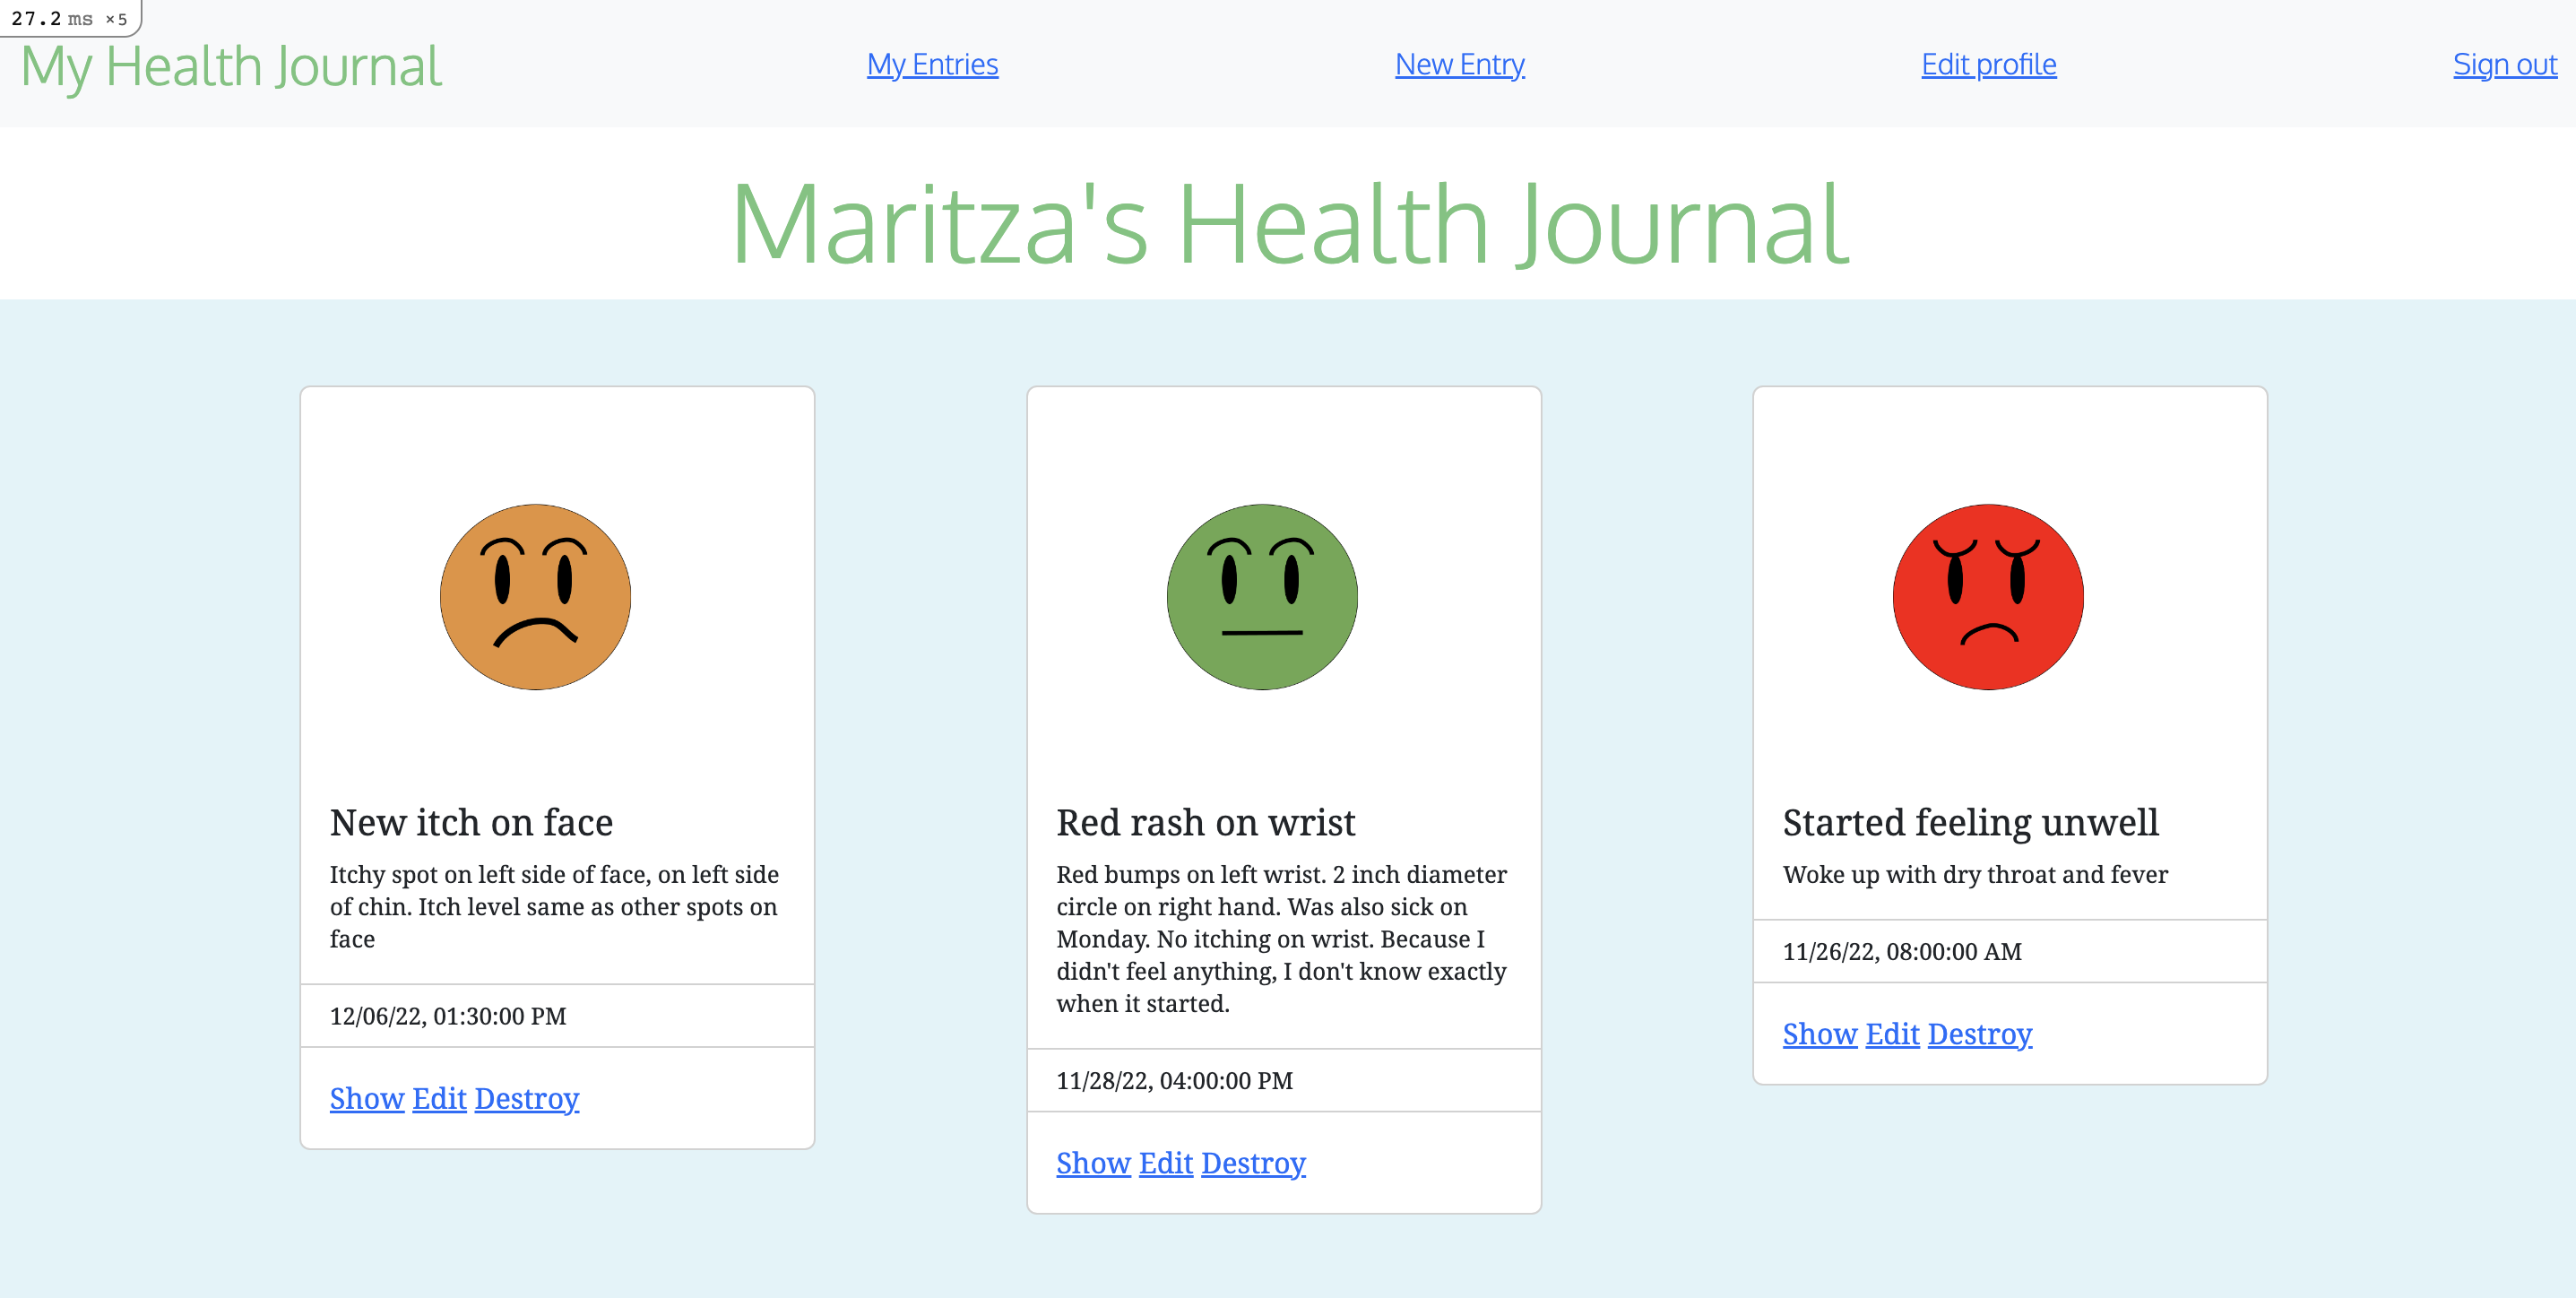 27.2 ms ×5
My Health Journal My Entries New Entry Edit profile Sign out
Maritza's Health Journal
New itch on face
Itchy spot on left side of face, on left side
of chin. Itch level same as other spots on
face
12/06/22, 01:30:00 PM
Show Edit Destroy
Red rash on wrist
Red bumps on left wrist. 2 inch diameter
circle on right hand. Was also sick on
Monday. No itching on wrist. Because I
didn't feel anything, I don't know exactly
when it started.
11/28/22, 04:00:00 PM
Show Edit Destroy
Started feeling unwell
Woke up with dry throat and fever
11/26/22, 08:00:00 AM
Show Edit Destroy